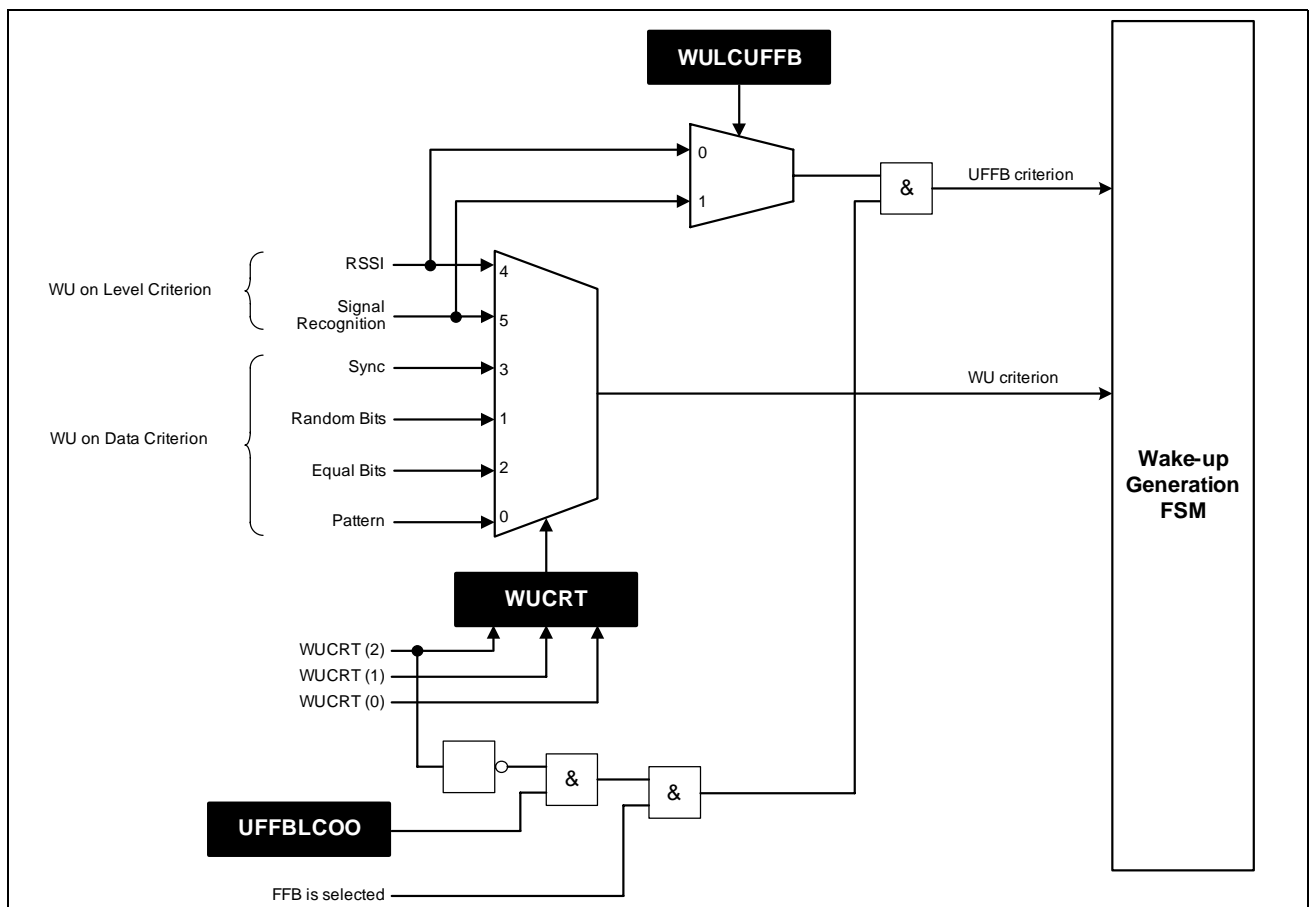 WULCUFFB
0
1
&
UFFB criterion
WU on Level Criterion
RSSI
Signal
Recognition
4
5
WU on Data Criterion
Sync
Random Bits
Equal Bits
Pattern
3
1
2
0
WU criterion
Wake-up
Generation
FSM
WUCRT
WUCRT (2)
WUCRT (1)
WUCRT (0)
&
&
UFFBLCOO
FFB is selected